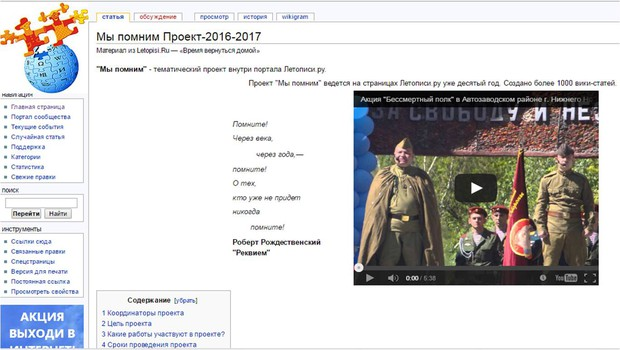 статья
обсуждение
просмотр
история
wikigram
Мы помним Проект-2016-2017
Материал из Letopisi.Ru — «Время вернуться домой»
"Мы помним" - тематический проект внутри портала Летописи.ру.
Проект "Мы помним" ведется на страницах Летописи.ру уже десятый год. Создано более 1000 вики-статей.
навигация
Главная страница
Портал сообщества
Текущие события
Случайная статья
Поддержка
Категории
Статистика
Свежие правки
поиск
Перейти
Найти
инструменты
Ссылки сюда
Связанные правки
Спецстраницы
Версия для печати
Постоянная ссылка
Просмотреть свойства
АКЦИЯ
ВЫХОДИ В
ИНТЕРНЕТ!
Помните!
Через века,
через года,—
помните!
О тех,
кто уже не придет
никогда
помните!
Роберт Рождественский
"Реквием"
Акция "Бессмертный полк" в Автозаводском районе г. Нижнего Н
ЗА СВОБОДУ И НЕЗ
0:00 / 5:38
YouTube
Содержание [убрать]
1 Координаторы проекта
2 Цель проекта
3 Какие работы участвуют в проекте?
4 Сроки проведения проекта